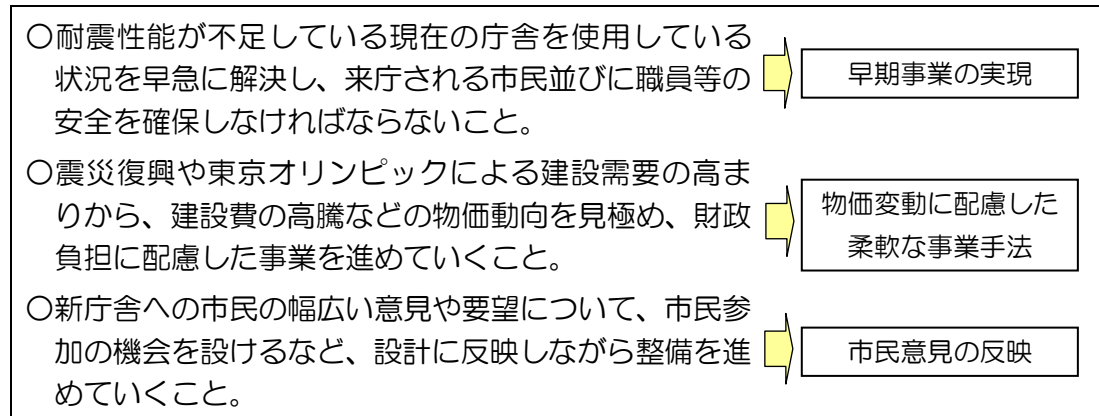 ○耐震性能が不足している現在の庁舎を使用している
状況を早急に解決し、来庁される市民並びに職員等の
安全を確保しなければならないこと。
早期事業の実現
○震災復興や東京オリンピックによる建設需要の高ま
りから、建設費の高騰などの物価動向を見極め、財政
負担に配慮した事業を進めていくこと。
物価変動に配慮した
柔軟な事業手法
○新庁舎への市民の幅広い意見や要望について、市民参
加の機会を設けるなど、設計に反映しながら整備を進
めていくこと。
市民意見の反映